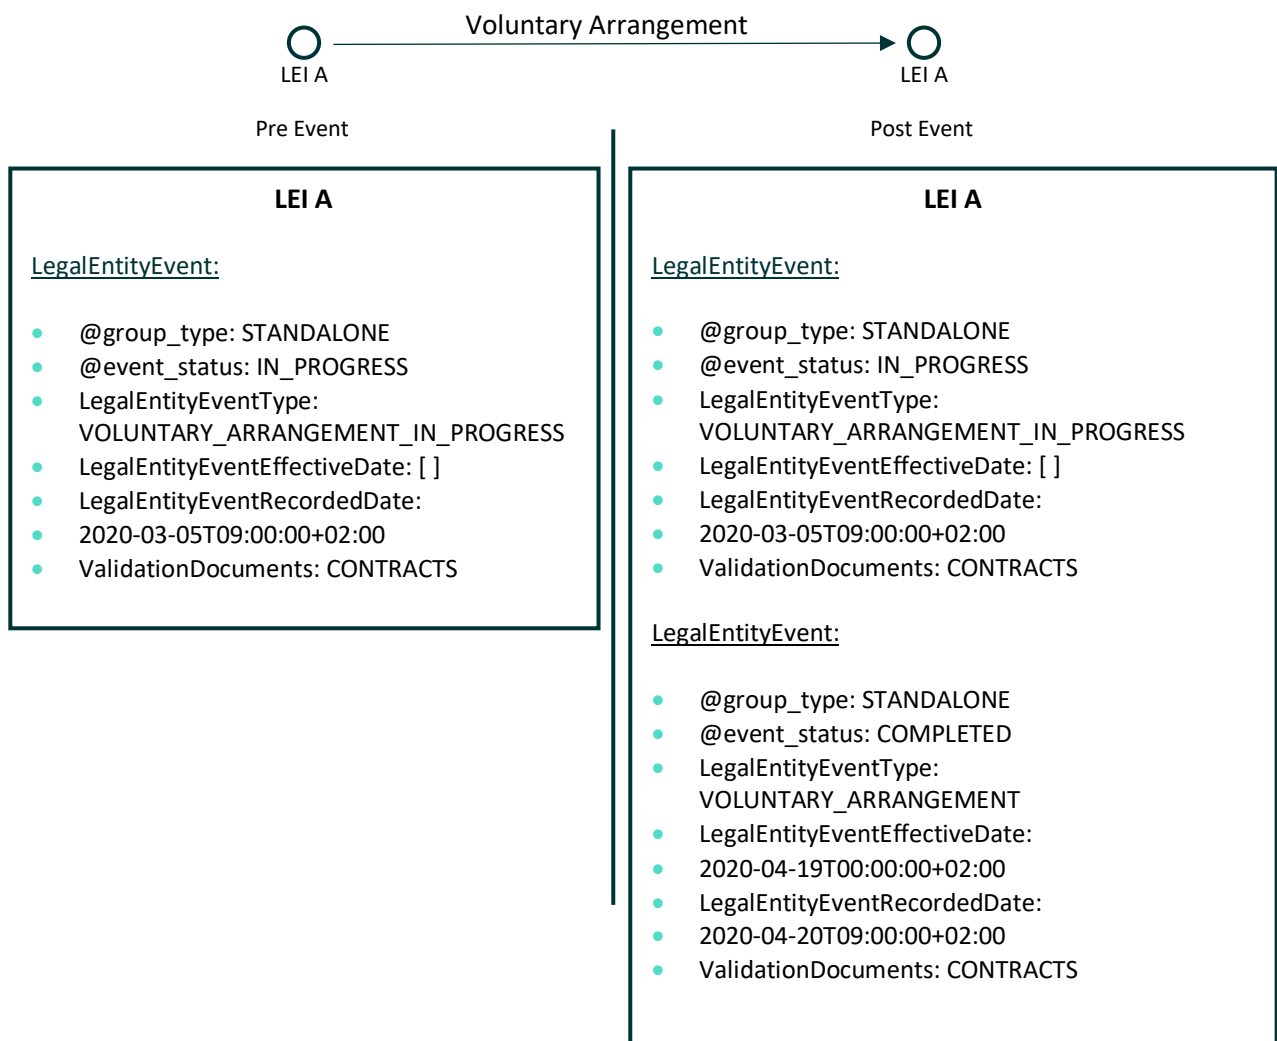 Voluntary Arrangement
LEI A
LEI A
Pre Event
Post Event
LEI A
LegalEntityEvent:
@group_type: STANDALONE
@event_status: IN_PROGRESS
LegalEntityEventType:
VOLUNTARY_ARRANGEMENT_IN_PROGRESS
LegalEntityEventEffectiveDate: [ ]
LegalEntityEventRecordedDate:
2020-03-05T09:00:00+02:00
ValidationDocuments: CONTRACTS
LEI A
LegalEntityEvent:
@group_type: STANDALONE
@event_status: IN_PROGRESS
LegalEntityEventType:
VOLUNTARY_ARRANGEMENT_IN_PROGRESS
LegalEntityEventEffectiveDate: [ ]
LegalEntityEventRecordedDate:
2020-03-05T09:00:00+02:00
ValidationDocuments: CONTRACTS
LegalEntityEvent:
@group_type: STANDALONE
@event_status: COMPLETED
LegalEntityEventType:
VOLUNTARY_ARRANGEMENT
LegalEntityEventEffectiveDate:
2020-04-19T00:00:00+02:00
LegalEntityEventRecordedDate:
2020-04-20T09:00:00+02:00
ValidationDocuments: CONTRACTS